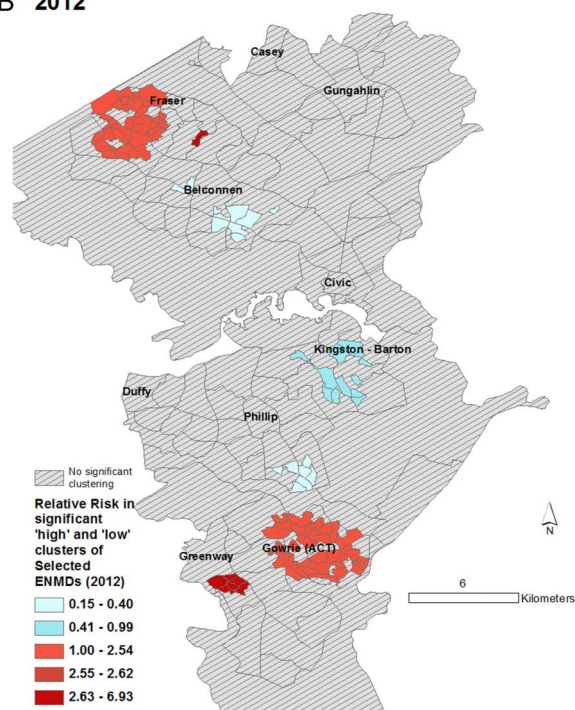 B 2012
Casey
Gungahlin
Fraser
Belconnen
Civic
Kingston - Barton
Duffy
Phillip
No significant
clustering
Relative Risk in
significant
'high' and 'low'
clusters of
Selected
ENMDs (2012)
0.15 - 0.40
0.41 - 0.99
1.00 - 2.54
2.55 - 2.62
2.63 - 6.93
Greenway
Gowrie (ACT)
N
6
Kilometers